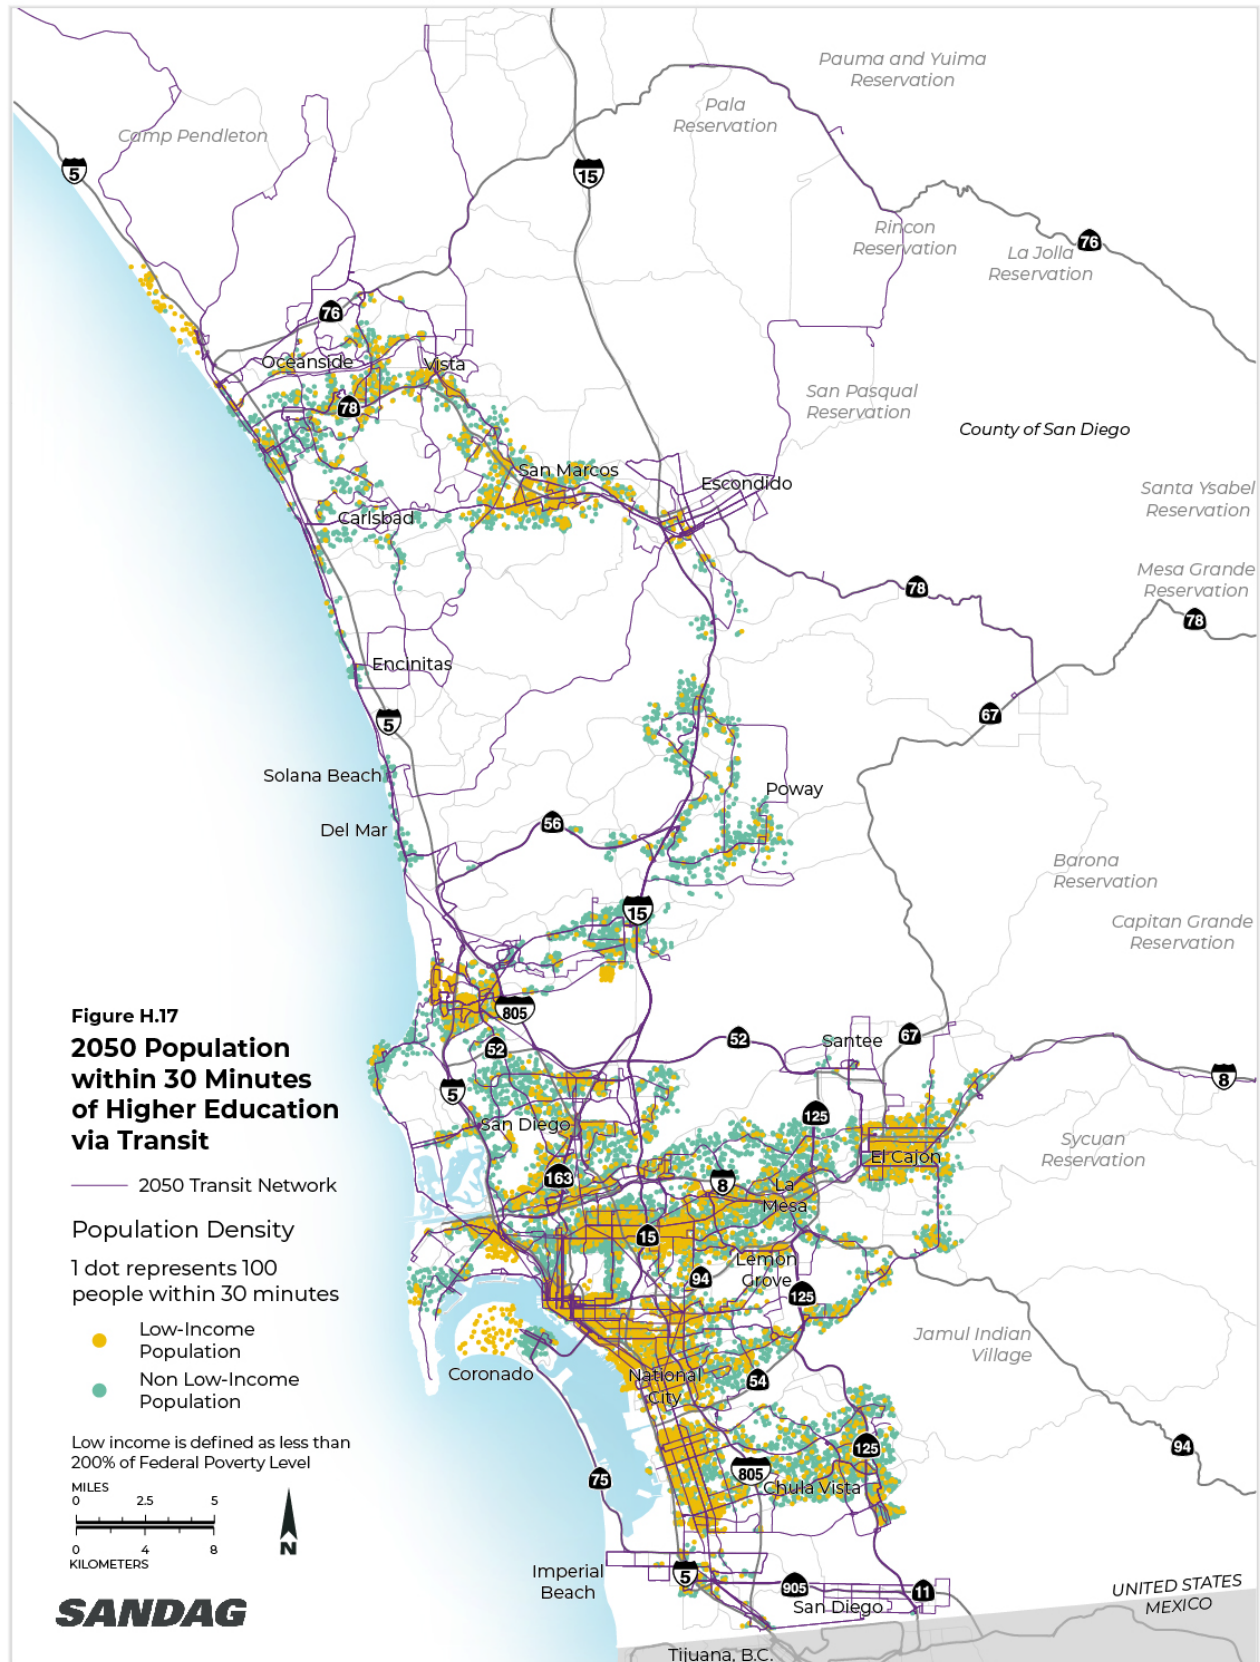 Pauma and Yuima
Reservation
Pala
Reservation
Camp Pendleton
5
15
Rincon
Reservation
76
La Jolla
Reservation
76
Oceanside
Vista
78
San Pasqual
Reservation
County of San Diego
San Marcos
Escondido
Santa Ysabel
Reservation
Carlsbad
Mesa Grande
Reservation
78
78
Encinitas
67
5
Solana Beach
Poway
56
Del Mar
Barona
Reservation
15
Capitan Grande
Reservation
805
52
52
Santee
67
8
5
125
San Diego
El Cajon
Sycuan
Reservation
163
8
La
Mesa
15
Lemon
Grove
94
125
Jamul Indian
Village
Coronado
National
City
54
125
94
805
75
Chula Vista
Imperial
Beach
5
905
11
San Diego
UNITED STATES
MEXICO
Tijuana, B.C.
Figure H.17
2050 Population
within 30 Minutes
of Higher Education
via Transit
2050 Transit Network
Population Density
1 dot represents 100
people within 30 minutes
Low-Income
Population
Non Low-Income
Population
Low income is defined as less than
200% of Federal Poverty Level
MILES
0 2.5 5
0 4 8
KILOMETERS
N
SANDAG